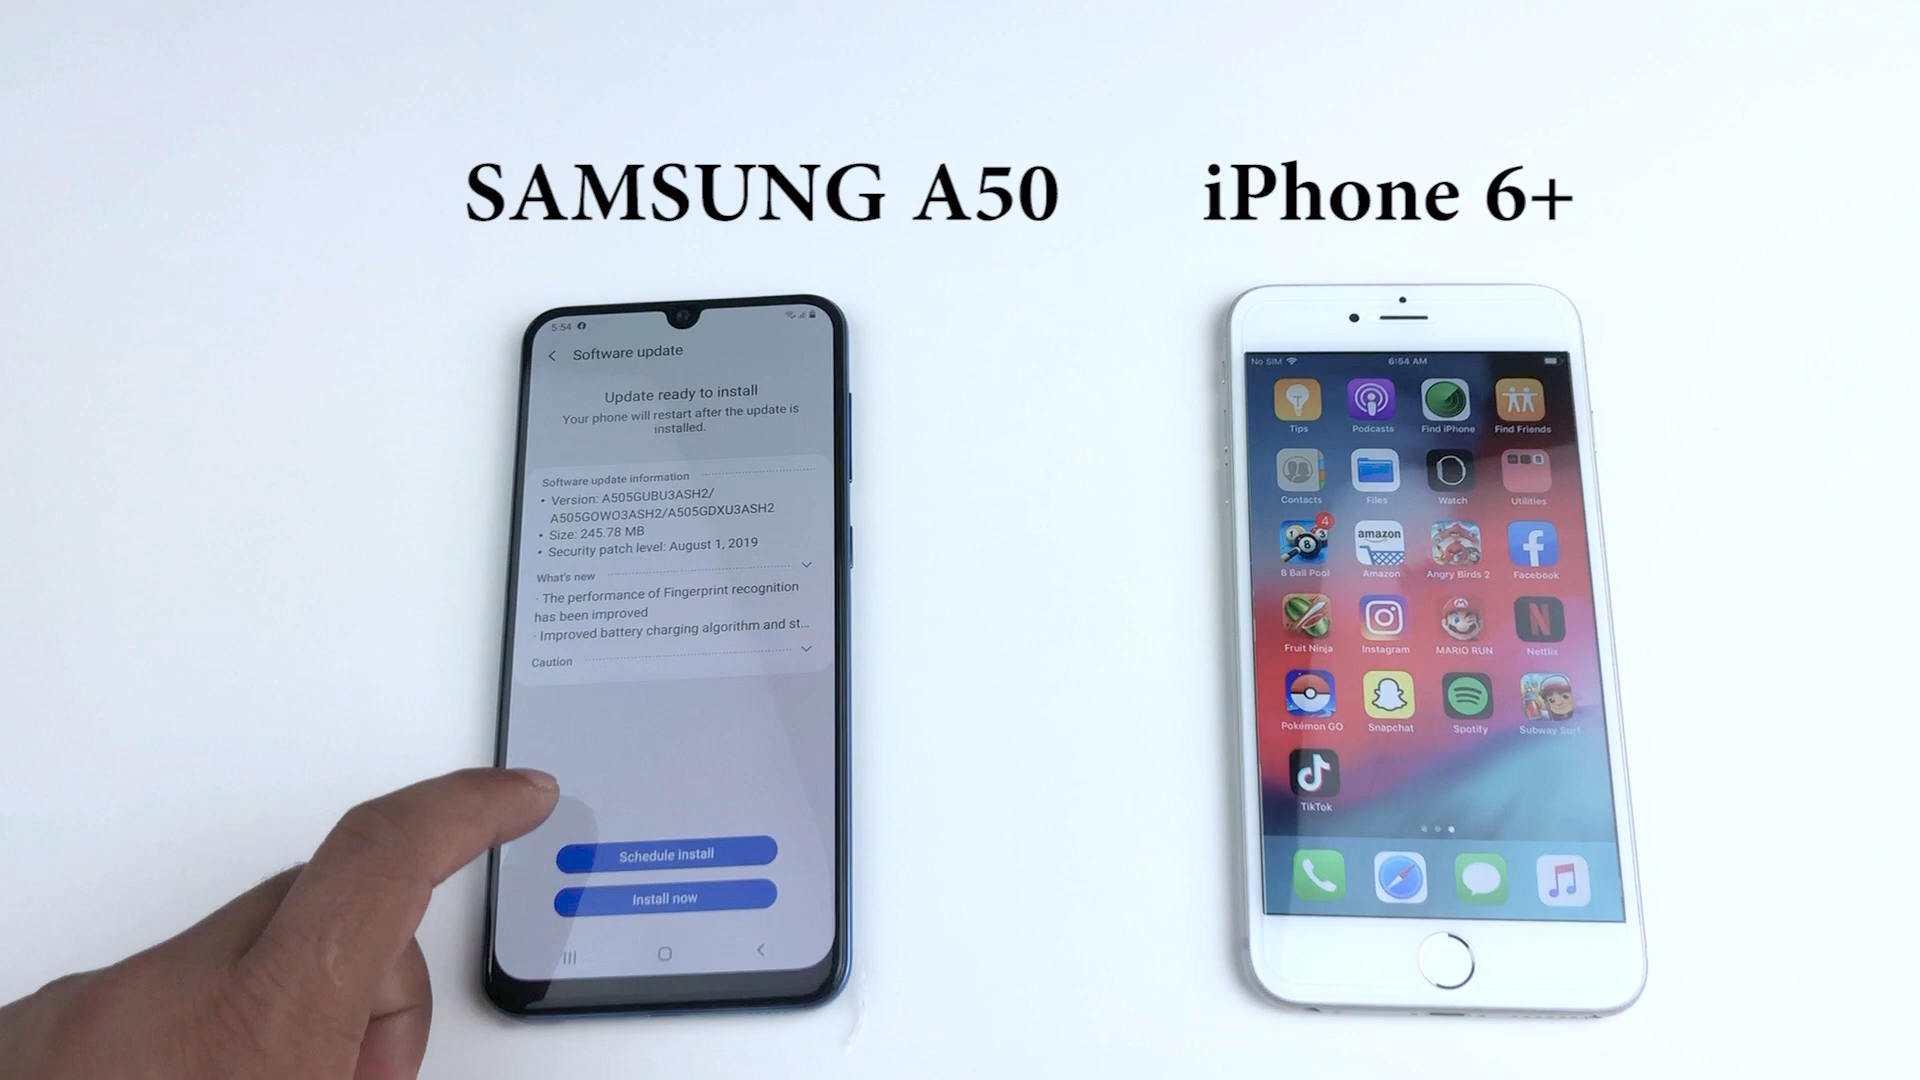 SAMSUNG A50
iPhone 6+
5:54
Software update
Update ready to install
Your phone will restart after the update is
installed.
Software update information
• Version: A505GUBU3ASH2/
A505GOWO3ASH2/A505GDXU3ASH2
• Size: 245.78 MB
• Security patch level: August 1, 2019
What's new
· The performance of Fingerprint recognition
has been improved
· Improved battery charging algorithm and st...
Caution
Schedule install
Install now
No SIM
6:54 AM
Tips
Podcasts
Find iPhone
Find Friends
Contacts
Files
Watch
Utilities
4
1 8 3
amazon
8 Ball Pool
Amazon
Angry Birds 2
Facebook
Fruit Ninja
Instagram
MARIO RUN
Netflix
Pokémon GO
Snapchat
Spotify
Subway Surf
TikTok